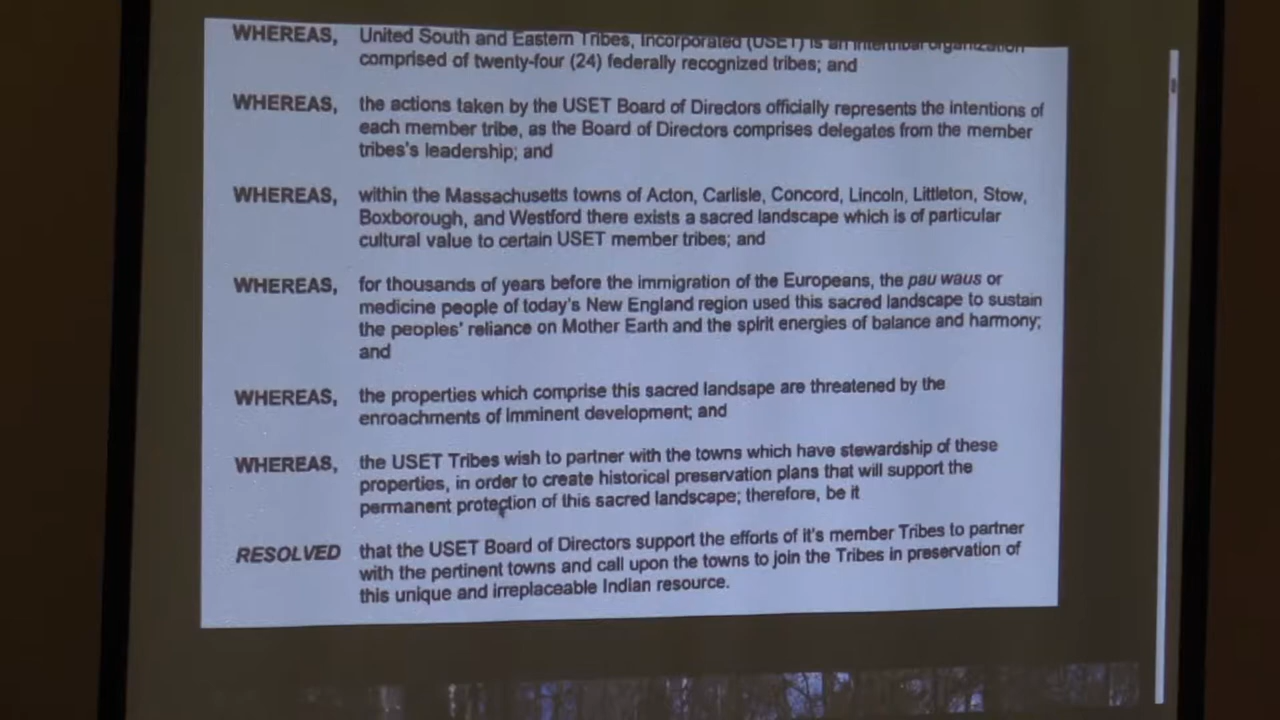 WHEREAS, United South and Eastern Tribes, Incorporated (USET) is an intertribal organization
comprised of twenty-four (24) federally recognized tribes; and
WHEREAS, the actions taken by the USET Board of Directors officially represents the intentions of
each member tribe, as the Board of Directors comprises delegates from the member
tribes's leadership; and
WHEREAS, within the Massachusetts towns of Acton, Carlisle, Concord, Lincoln, Littleton, Stow,
Boxborough, and Westford there exists a sacred landscape which is of particular
cultural value to certain USET member tribes; and
WHEREAS, for thousands of years before the immigration of the Europeans, the pau waus or
medicine people of today's New England region used this sacred landscape to sustain
the peoples' reliance on Mother Earth and the spirit energies of balance and harmony;
and
WHEREAS, the properties which comprise this sacred landsape are threatened by the
enroachments of imminent development; and
WHEREAS, the USET Tribes wish to partner with the towns which have stewardship of these
properties, in order to create historical preservation plans that will support the
permanent protection of this sacred landscape; therefore, be it
RESOLVED that the USET Board of Directors support the efforts of it's member Tribes to partner
with the pertinent towns and call upon the towns to join the Tribes in preservation of
this unique and irreplaceable Indian resource.